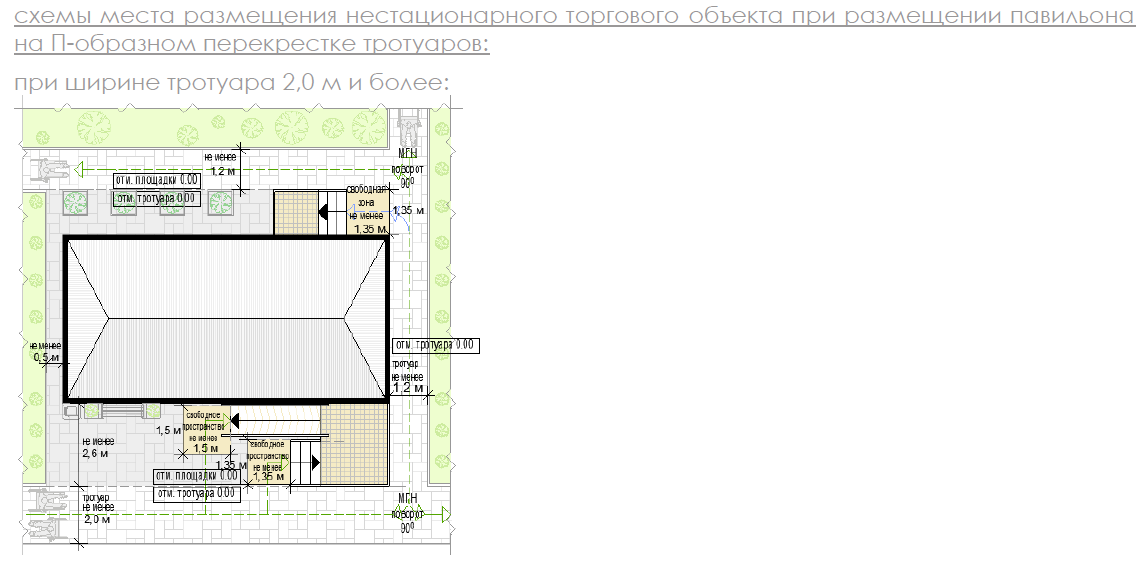 схемы места размещения нестационарного торгового объекта при размещении павильона
на П-образном перекрестке тротуаров:
при ширине тротуара 2,0 м и более:
не менее
1,2 м
МГН
поворот
90⁰
отм. площадки 0.00
отм. тротуара 0.00
свободная
зона
не менее
1,35 м
1,35 м
не менее
0,5 м
отм. тротуара 0.00
тротуар
не менее
1,2 м
1,5 м
свободное
пространство
не менее
1,5 м
не менее
2,6 м
1,35 м
свободное
пространство
не менее
1,35 м
отм. площадки 0.00
отм. тротуара 0.00
тротуар
не менее
2,0 м
МГН
поворот
90⁰